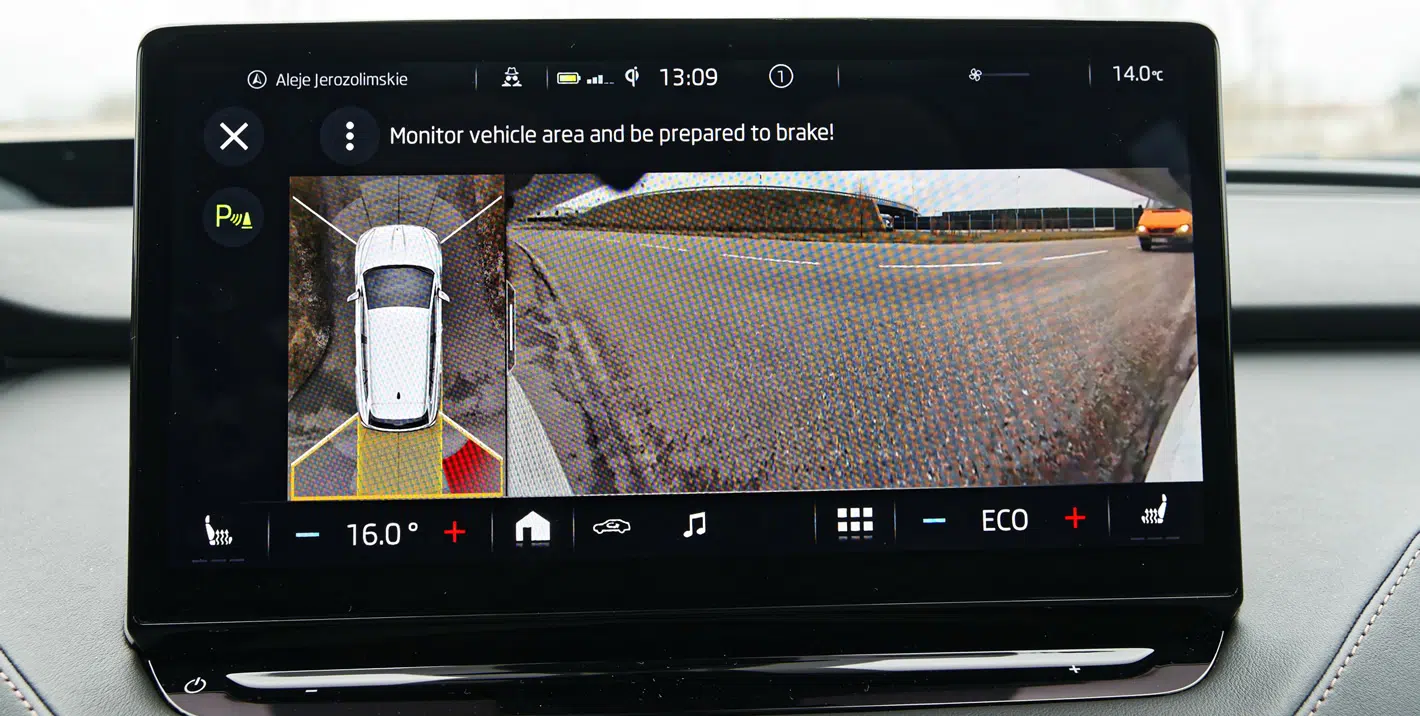 Aleje Jerozolimskie 13:09 1 14.0°C
Monitor vehicle area and be prepared to brake!
P
− 16.0° + − ECO +
− +